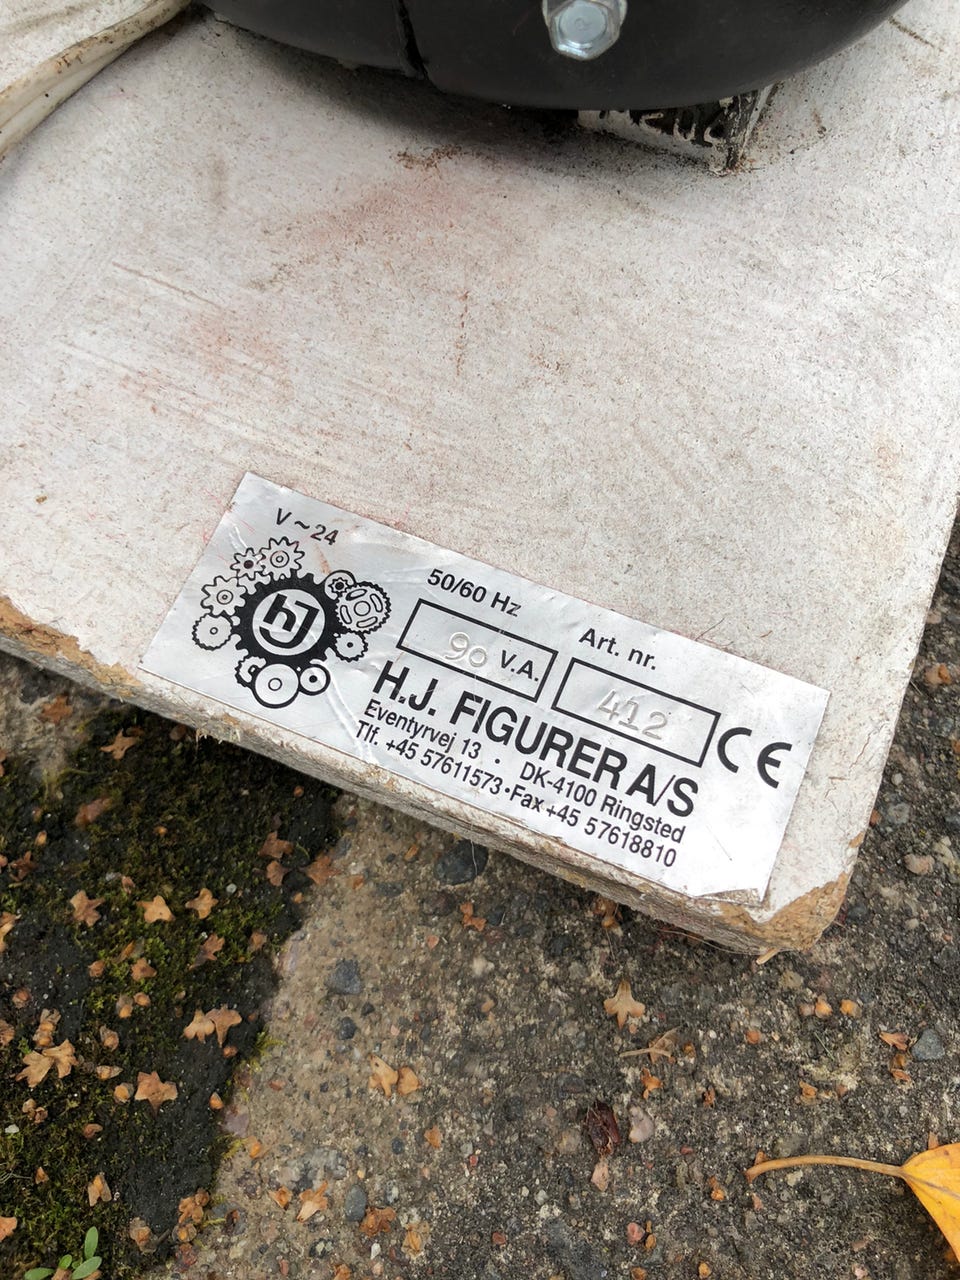 V ~ 24
50/60 Hz
Art. nr.
hJ
90 V.A.
412
CE
H.J. FIGURER A/S
Eventyrvej 13 · DK-4100 Ringsted
Tlf. +45 57611573 · Fax +45 57618810